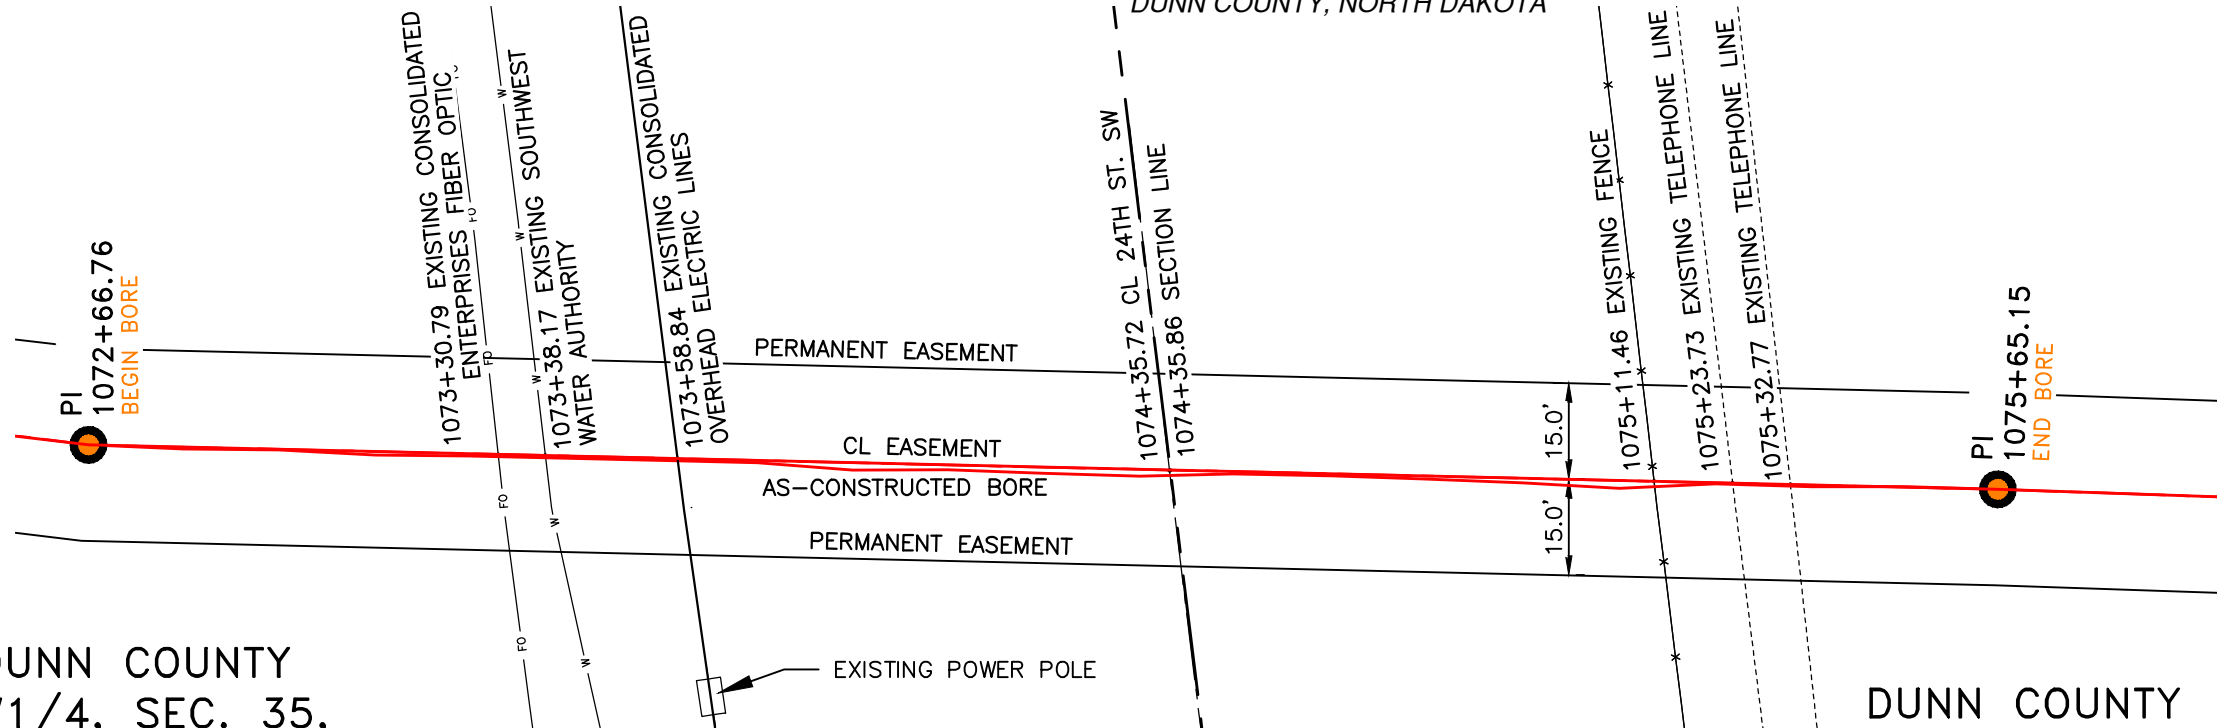 DUNN COUNTY, NORTH DAKOTA
PI
1072+66.76
BEGIN BORE
1073+30.79 EXISTING CONSOLIDATED
ENTERPRISES FIBER OPTIC
1073+38.17 EXISTING SOUTHWEST
WATER AUTHORITY
1073+58.84 EXISTING CONSOLIDATED
OVERHEAD ELECTRIC LINES
1074+35.72 CL 24TH ST. SW
1074+35.86 SECTION LINE
1075+11.46 EXISTING FENCE
1075+23.73 EXISTING TELEPHONE LINE
1075+32.77 EXISTING TELEPHONE LINE
PI
1075+65.15
END BORE
FO
FO
FO
FO
W
W
W
W
W
PERMANENT EASEMENT
CL EASEMENT
AS-CONSTRUCTED BORE
PERMANENT EASEMENT
15.0'
15.0'
EXISTING POWER POLE
DUNN COUNTY
1/4, SEC. 35,
DUNN COUNTY